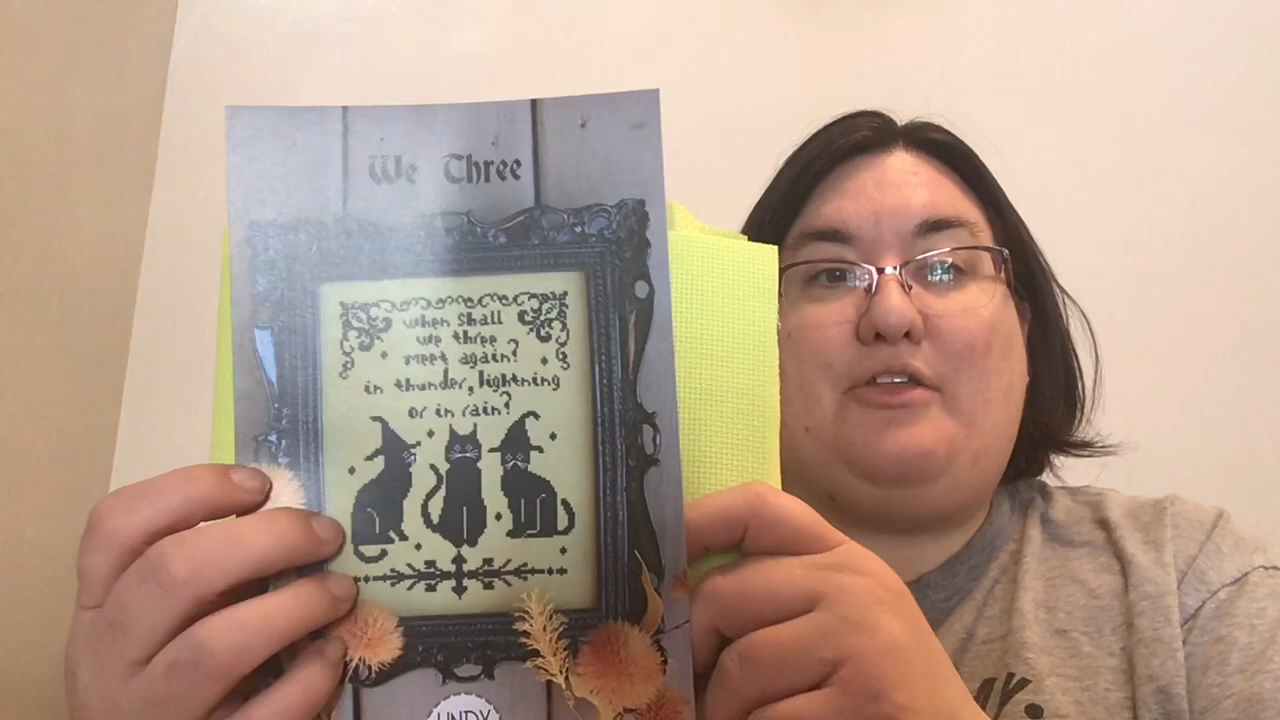 We Three
when shall
we three
meet again?
in thunder, lightning
or in rain?